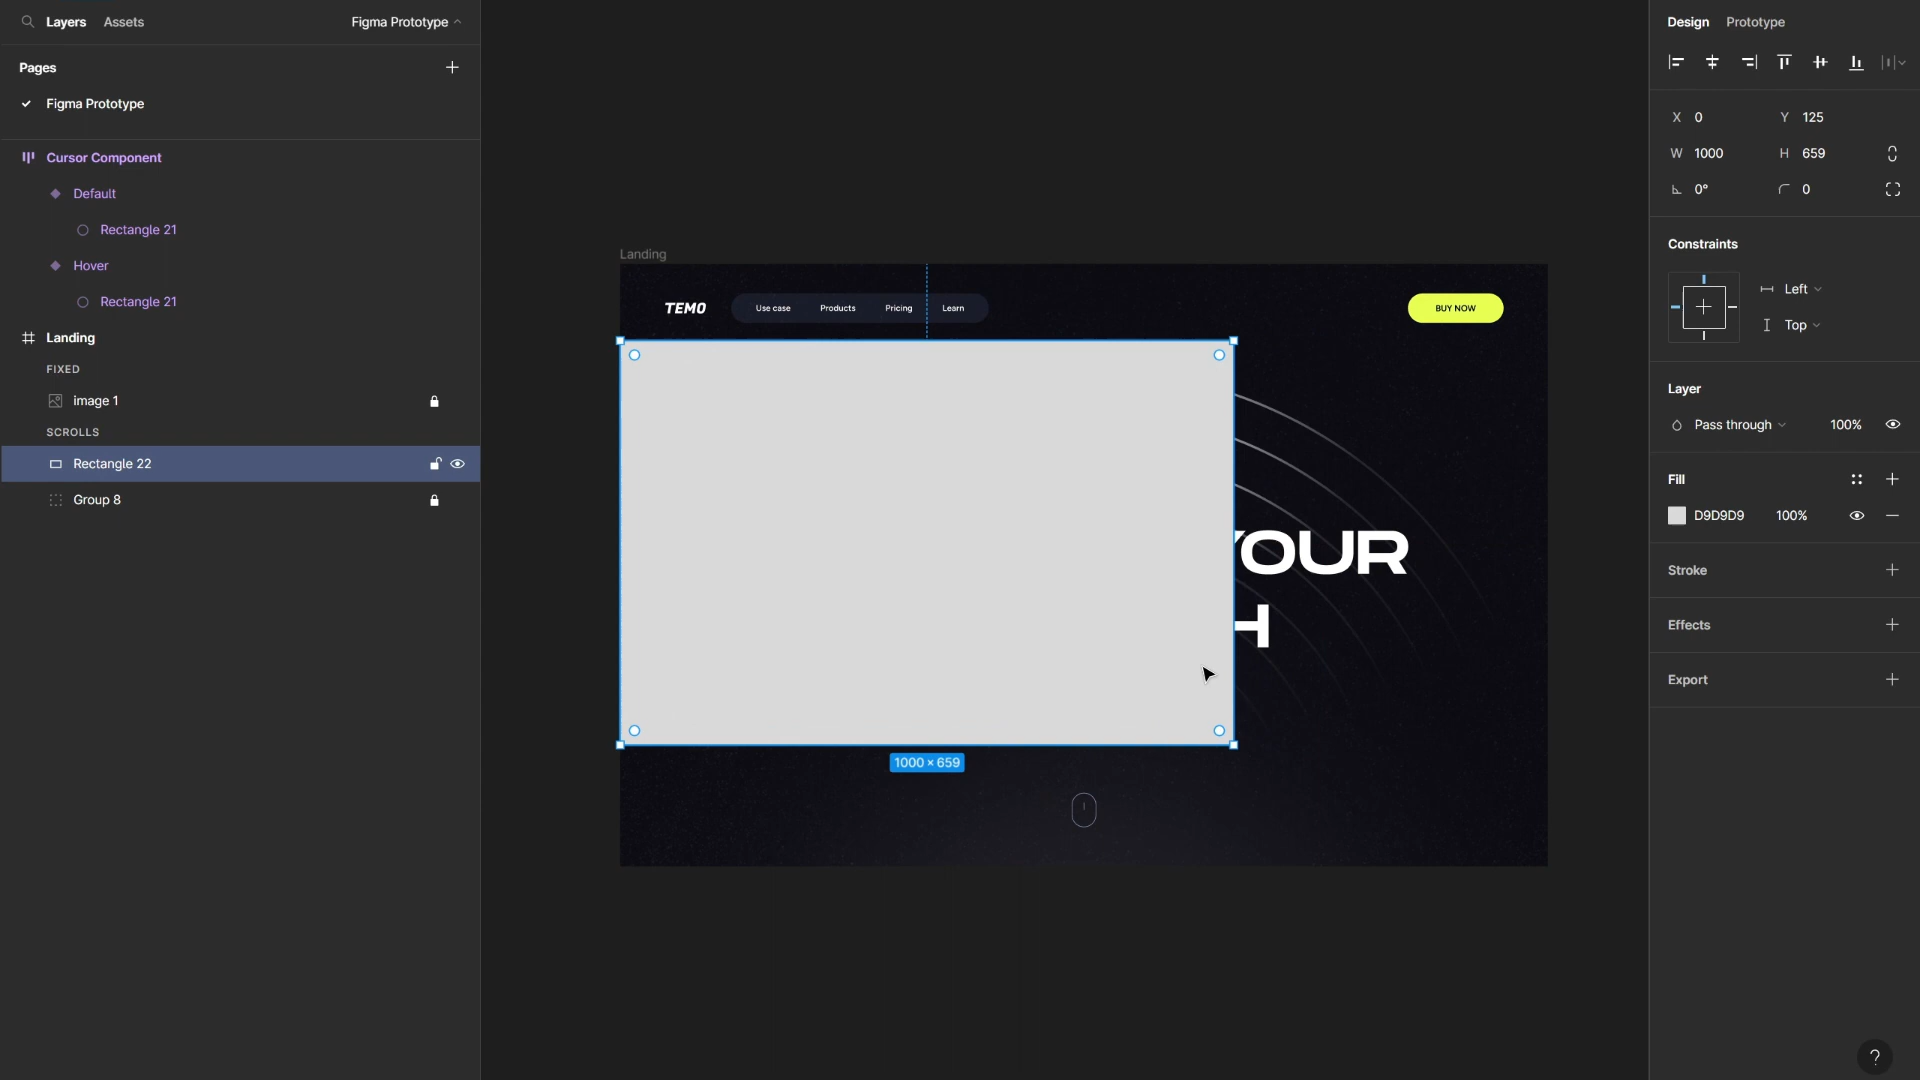 Layers Assets Figma Prototype
Pages
Figma Prototype
Cursor Component
Default
Rectangle 21
Hover
Rectangle 21
Landing
FIXED
image 1
SCROLLS
Rectangle 22
Group 8
Landing
TEMO Use case Products Pricing Learn BUY NOW
YOUR
H
1000 × 659
Design Prototype
X 0 Y 125
W 1000 H 659
0° 0
Constraints
Left
Top
Layer
Pass through 100%
Fill
D9D9D9 100%
Stroke
Effects
Export
?